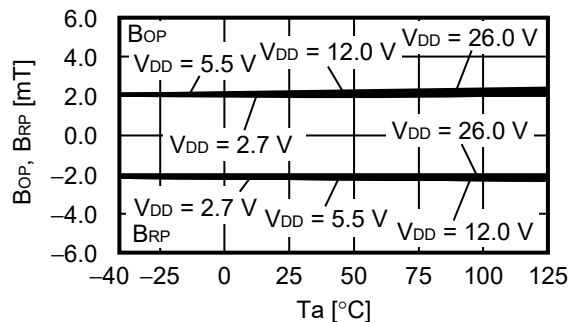 6.0
BOP
VDD = 12.0 V
VDD = 26.0 V
4.0
VDD = 5.5 V
2.0
0.0
VDD = 2.7 V
VDD = 26.0 V
−2.0
VDD = 2.7 V
VDD = 5.5 V
−4.0
BRP
VDD = 12.0 V
−6.0
BOP, BRP [mT]
−40 −25 0 25 50 75 100 125
Ta [°C]